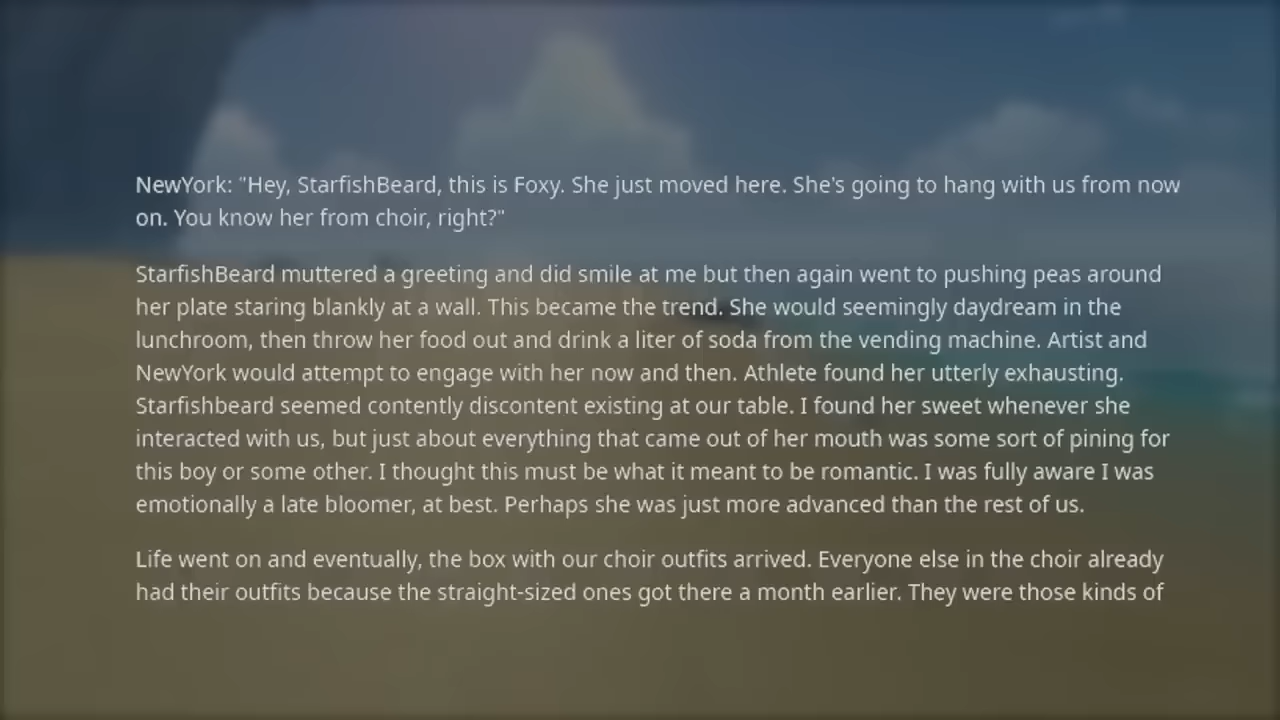 NewYork: "Hey, StarfishBeard, this is Foxy. She just moved here. She's going to hang with us from now
on. You know her from choir, right?"
StarfishBeard muttered a greeting and did smile at me but then again went to pushing peas around
her plate staring blankly at a wall. This became the trend. She would seemingly daydream in the
lunchroom, then throw her food out and drink a liter of soda from the vending machine. Artist and
NewYork would attempt to engage with her now and then. Athlete found her utterly exhausting.
Starfishbeard seemed contently discontent existing at our table. I found her sweet whenever she
interacted with us, but just about everything that came out of her mouth was some sort of pining for
this boy or some other. I thought this must be what it meant to be romantic. I was fully aware I was
emotionally a late bloomer, at best. Perhaps she was just more advanced than the rest of us.
Life went on and eventually, the box with our choir outfits arrived. Everyone else in the choir already
had their outfits because the straight-sized ones got there a month earlier. They were those kinds of